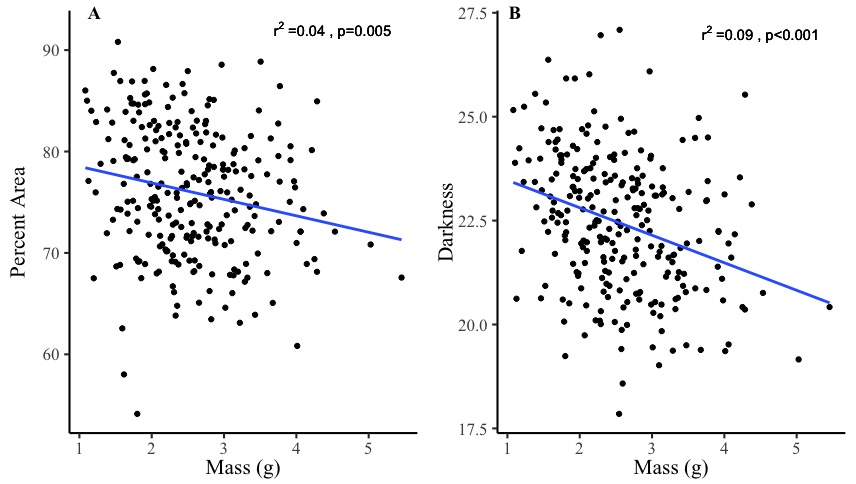 A
r² =0.04 , p=0.005
Percent Area
90
80
70
60
1 2 3 4 5
Mass (g)
B
r² =0.09 , p<0.001
Darkness
27.5
25.0
22.5
20.0
17.5
1 2 3 4 5
Mass (g)